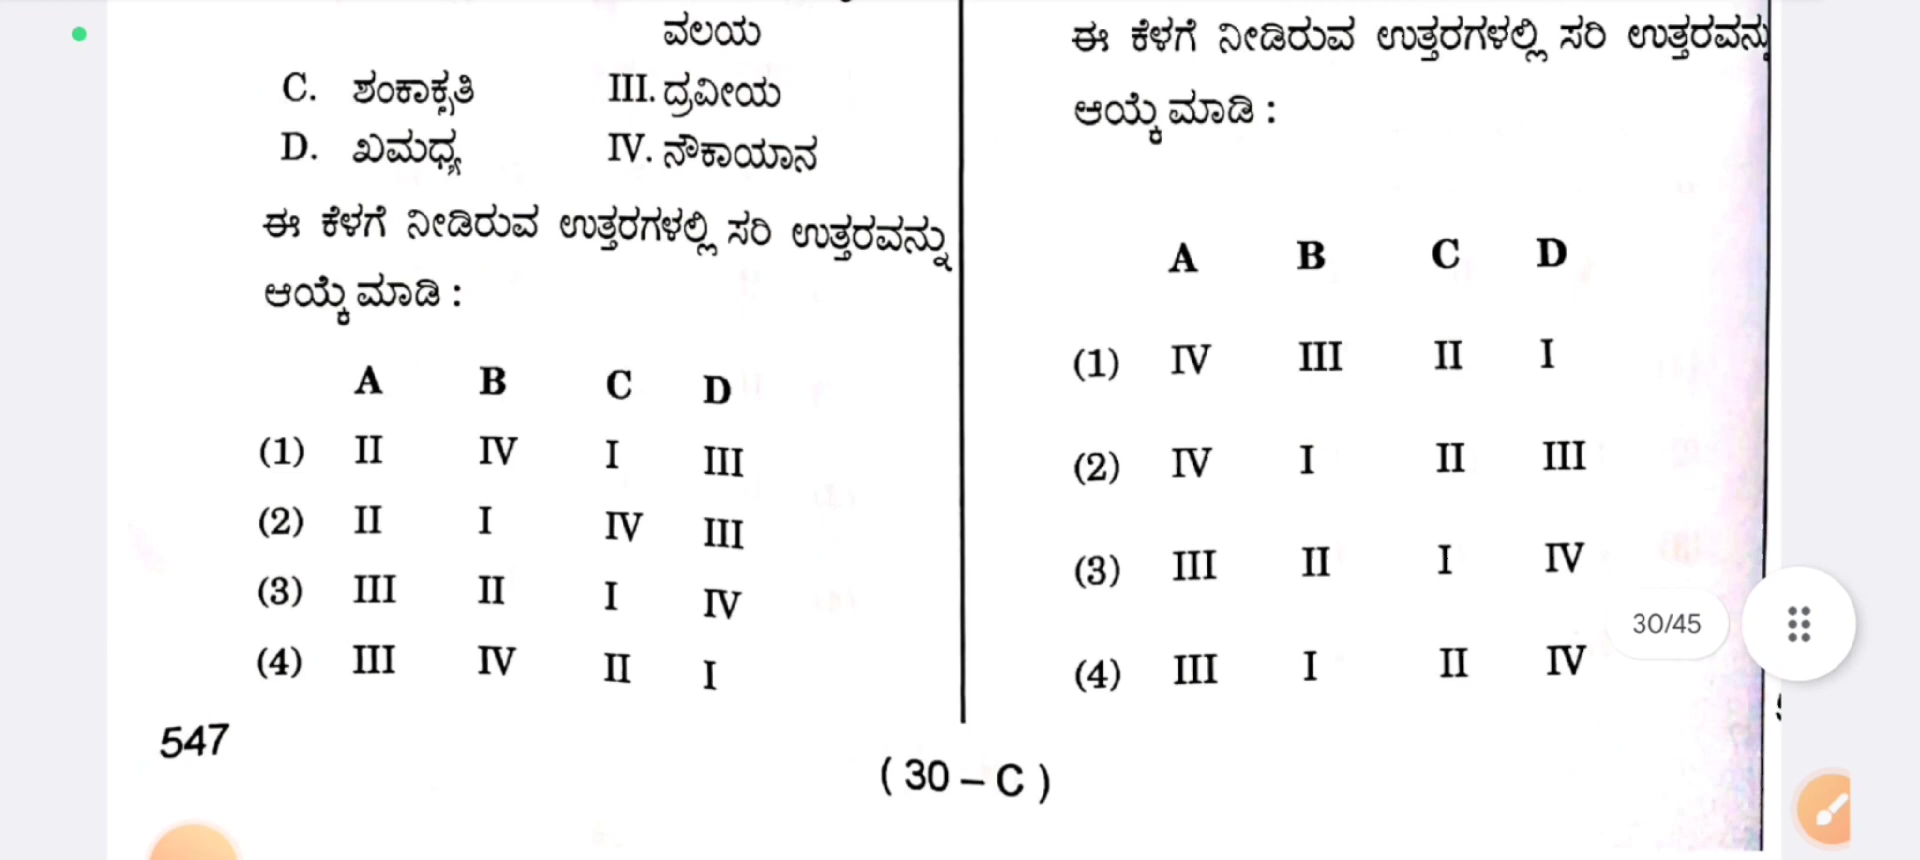 ವಲಯ
C. ಶಂಕಾಕೃತಿ III. ದ್ರವೀಯ
D. ಖಮಧ್ಯ IV. ನೌಕಾಯಾನ
ಈ ಕೆಳಗೆ ನೀಡಿರುವ ಉತ್ತರಗಳಲ್ಲಿ ಸರಿ ಉತ್ತರವನ್ನು
ಆಯ್ಕೆ ಮಾಡಿ :
A B C D
(1) II IV I III
(2) II I IV III
(3) III II I IV
(4) III IV II I
547
ಈ ಕೆಳಗೆ ನೀಡಿರುವ ಉತ್ತರಗಳಲ್ಲಿ ಸರಿ ಉತ್ತರವನ್ನು
ಆಯ್ಕೆ ಮಾಡಿ :
A B C D
(1) IV III II I
(2) IV I II III
(3) III II I IV
(4) III I II IV
30/45
( 30 – C )